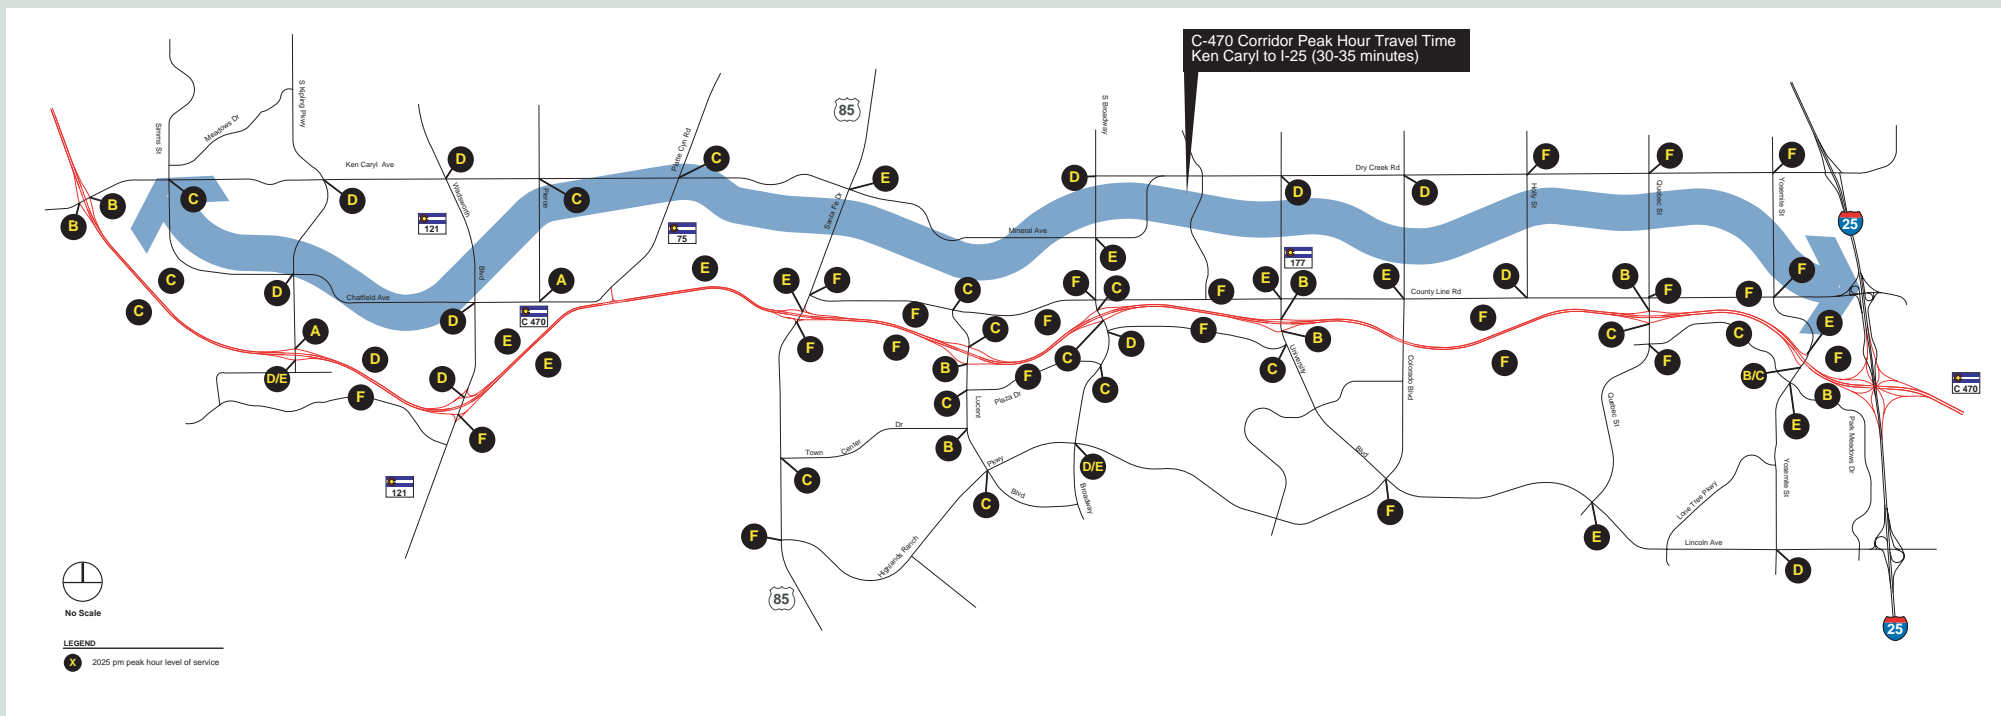 C-470 Corridor Peak Hour Travel Time
Ken Caryl to I-25 (30-35 minutes)
85
S Kipling Pkwy
Simms St
Meadows Dr
Ken Caryl Ave
Wadsworth
Blvd
Pierce
Platte Cyn Rd
Santa Fe Dr
S Broadway
Dry Creek Rd
Holly St
Quebec St
Yosemite St
Mineral Ave
Chatfield Ave
County Line Rd
121
75
177
25
C 470
C 470
D
C
E
D
D
D
F
F
F
B
B
C
D
C
C
C
D
A
E
E
F
C
F
C
E
F
E
B
E
D
B
F
F
F
D
A
D/E
D
D
E
E
F
F
F
F
F
C
B
C
F
F
C
D
C
F
C
B
F
F
C
F
C
E
F
B/C
B
E
University
Blvd
Colorado Blvd
Quebec St
Yosemite St
Park Meadows Dr
Lone Tree Pkwy
Lincoln Ave
Plaza Dr
Lucent
Blvd
Town
Center
Dr
Highlands Ranch
Pkwy
Broadway
F
121
C
B
C
D/E
F
F
E
D
85
25
No Scale
LEGEND
X 2025 pm peak hour level of service